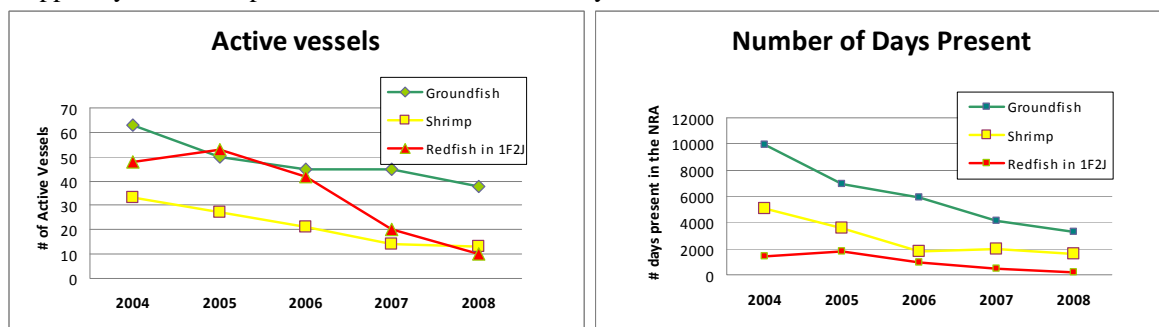 Active vessels
# of Active Vessels
70
60
50
40
30
20
10
0
2004 2005 2006 2007 2008
Groundfish
Shrimp
Redfish in 1F2J
Number of Days Present
# days present in the NRA
12000
10000
8000
6000
4000
2000
0
2004 2005 2006 2007 2008
Groundfish
Shrimp
Redfish in 1F2J